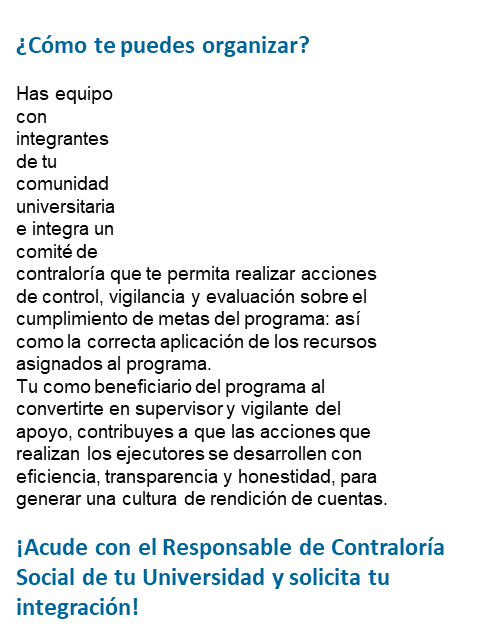 ¿Cómo te puedes organizar?
Has equipo
con
integrantes
de tu
comunidad
universitaria
e integra un
comité de
contraloría que te permita realizar acciones
de control, vigilancia y evaluación sobre el
cumplimiento de metas del programa: así
como la correcta aplicación de los recursos
asignados al programa.
Tu como beneficiario del programa al
convertirte en supervisor y vigilante del
apoyo, contribuyes a que las acciones que
realizan los ejecutores se desarrollen con
eficiencia, transparencia y honestidad, para
generar una cultura de rendición de cuentas.
¡Acude con el Responsable de Contraloría
Social de tu Universidad y solicita tu
integración!